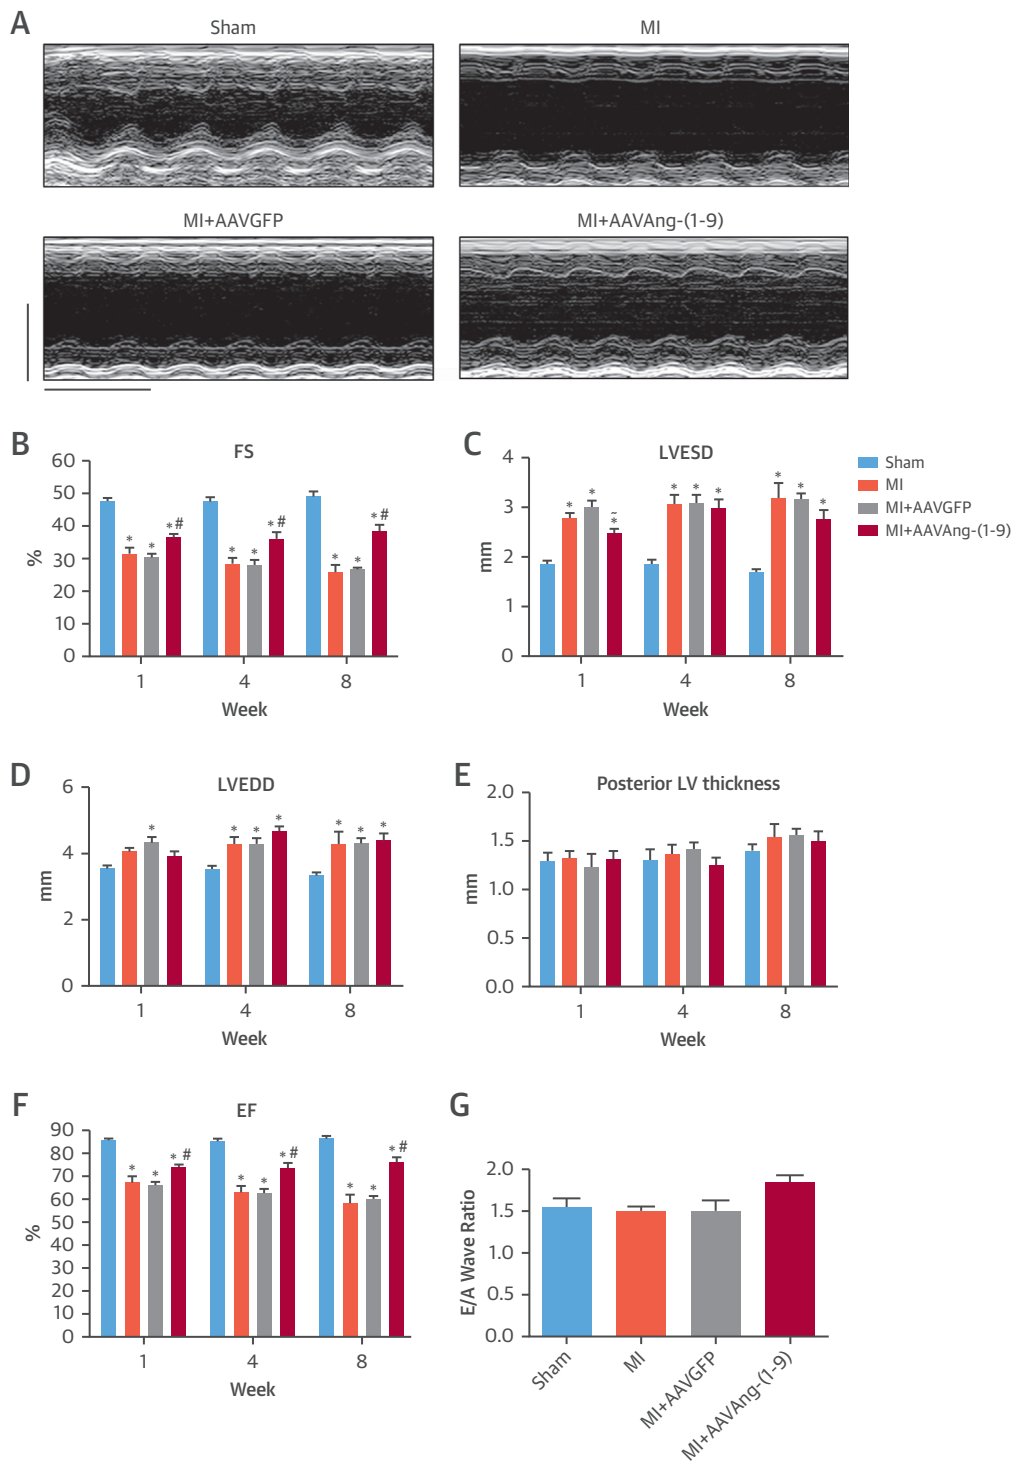 A
Sham
MI
MI+AAVGFP
MI+AAVAng-(1-9)
B
FS
60
50
40
30
20
10
0
%
* * *#
* * *#
* * *#
1 4 8
Week
C
LVESD
4
3
2
1
0
mm
* * ~
*
* * *
* * *
1 4 8
Week
Sham
MI
MI+AAVGFP
MI+AAVAng-(1-9)
D
LVEDD
6
4
2
0
mm
*
* * *
* * *
1 4 8
Week
E
Posterior LV thickness
2.0
1.5
1.0
0.5
0.0
mm
1 4 8
Week
F
EF
90
80
70
60
50
40
30
20
10
0
%
* * *#
* * *#
* * *#
1 4 8
Week
G
2.0
1.5
1.0
0.5
0.0
E/A Wave Ratio
Sham
MI
MI+AAVGFP
MI+AAVAng-(1-9)